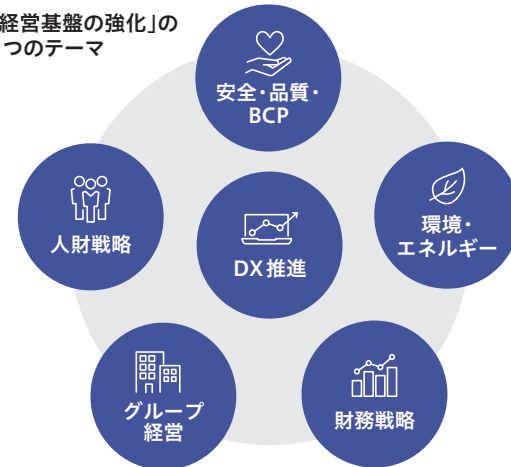 経営基盤の強化」の
つのテーマ
安全・品質・
BCP
人財戦略
環境・
エネルギー
DX推進
グループ
経営
財務戦略